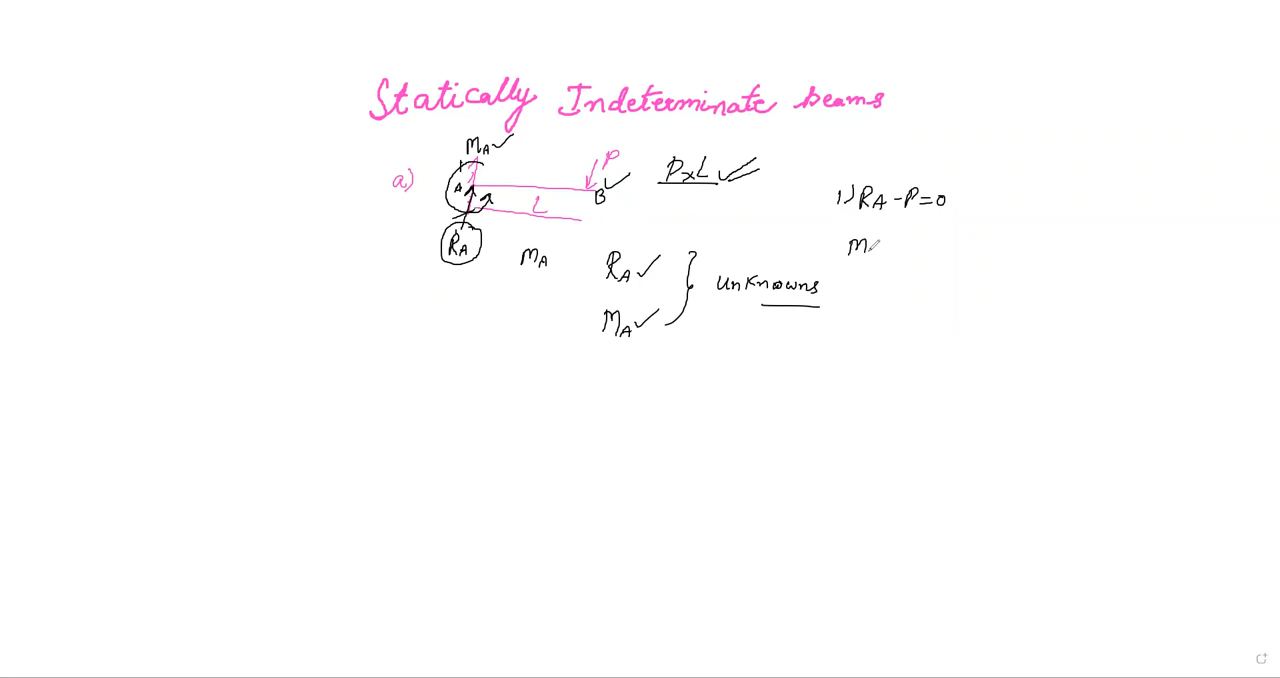 Statically Indeterminate beams
MA
a) A P B P x L
L
1) RA - P = 0
RA MA RA
M
unknowns
MA